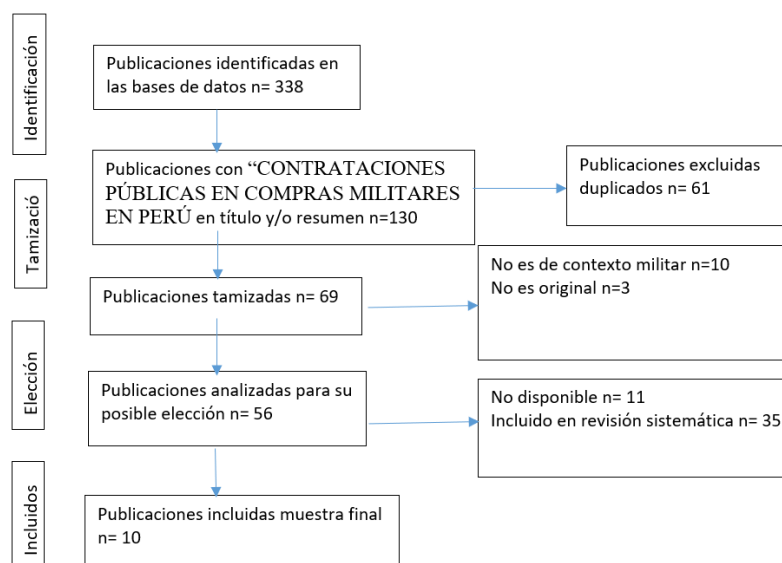 Identificación
Publicaciones identificadas en
las bases de datos n= 338
Publicaciones con “CONTRATACIONES
PÚBLICAS EN COMPRAS MILITARES
EN PERÚ en título y/o resumen n=130
Publicaciones excluidas
duplicados n= 61
Tamizació
Publicaciones tamizadas n= 69
No es de contexto militar n=10
No es original n=3
Elección
Publicaciones analizadas para su
posible elección n= 56
No disponible n= 11
Incluido en revisión sistemática n= 35
Incluidos
Publicaciones incluidas muestra final
n= 10